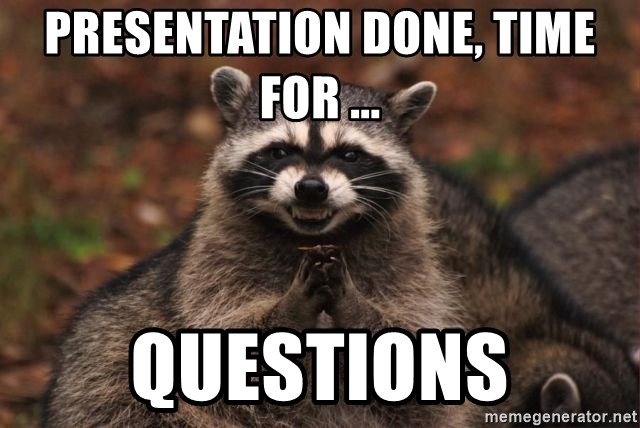 PRESENTATION DONE, TIME
FOR ...
QUESTIONS
memegenerator.net